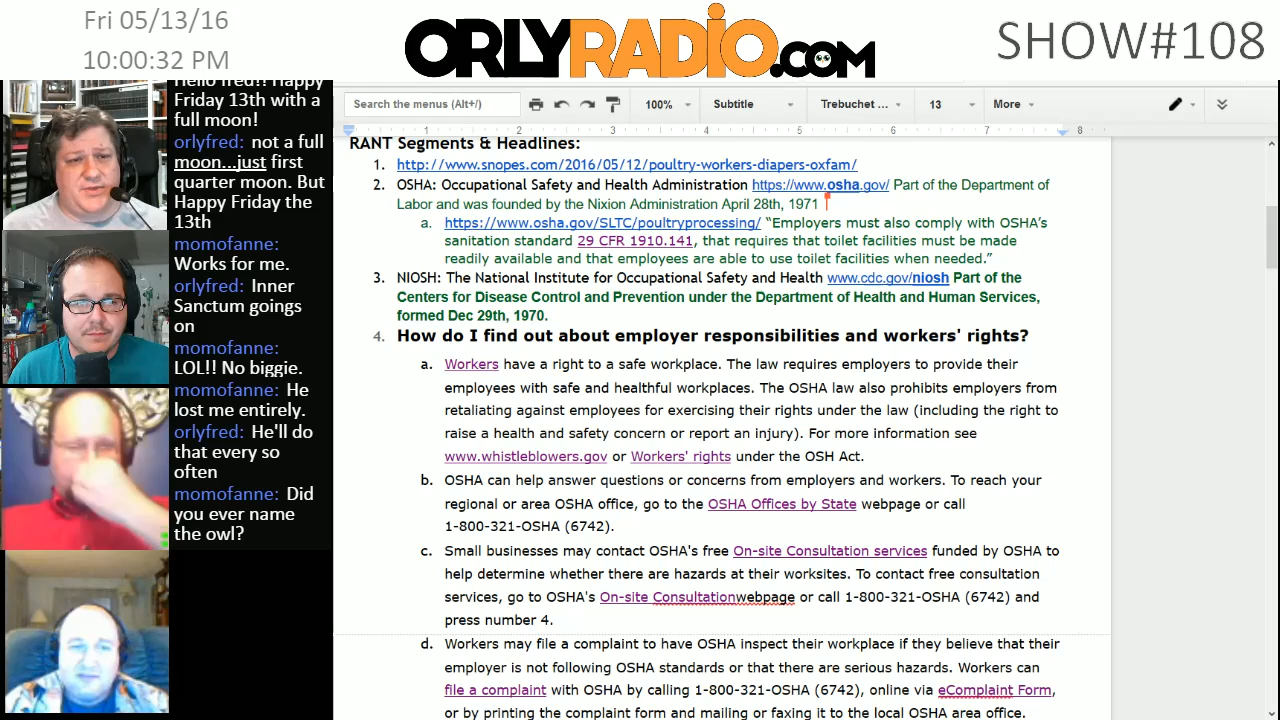 Fri 05/13/16
10:00:32 PM
ORLYRADiO.COM
SHOW#108
Hello fred!! Happy
Friday 13th with a
full moon!
orlyfred: not a full
moon...just first
quarter moon. But
Happy Friday the
13th
momofanne:
Works for me.
orlyfred: Inner
Sanctum goings
on
momofanne:
LOL!! No biggie.
momofanne: He
lost me entirely.
orlyfred: He'll do
that every so
often
momofanne: Did
you ever name
the owl?
Search the menus (Alt+/)
100%
Subtitle
Trebuchet ...
13
More
1 2 3 4 5 6 7 8
RANT Segments & Headlines:
1. http://www.snopes.com/2016/05/12/poultry-workers-diapers-oxfam/
2. OSHA: Occupational Safety and Health Administration https://www.osha.gov/ Part of the Department of
Labor and was founded by the Nixion Administration April 28th, 1971
a. https://www.osha.gov/SLTC/poultryprocessing/ “Employers must also comply with OSHA’s
sanitation standard 29 CFR 1910.141, that requires that toilet facilities must be made
readily available and that employees are able to use toilet facilities when needed.”
3. NIOSH: The National Institute for Occupational Safety and Health www.cdc.gov/niosh Part of the
Centers for Disease Control and Prevention under the Department of Health and Human Services,
formed Dec 29th, 1970.
4. How do I find out about employer responsibilities and workers' rights?
a. Workers have a right to a safe workplace. The law requires employers to provide their
employees with safe and healthful workplaces. The OSHA law also prohibits employers from
retaliating against employees for exercising their rights under the law (including the right to
raise a health and safety concern or report an injury). For more information see
www.whistleblowers.gov or Workers' rights under the OSH Act.
b. OSHA can help answer questions or concerns from employers and workers. To reach your
regional or area OSHA office, go to the OSHA Offices by State webpage or call
1-800-321-OSHA (6742).
c. Small businesses may contact OSHA's free On-site Consultation services funded by OSHA to
help determine whether there are hazards at their worksites. To contact free consultation
services, go to OSHA's On-site Consultationwebpage or call 1-800-321-OSHA (6742) and
press number 4.
d. Workers may file a complaint to have OSHA inspect their workplace if they believe that their
employer is not following OSHA standards or that there are serious hazards. Workers can
file a complaint with OSHA by calling 1-800-321-OSHA (6742), online via eComplaint Form,
or by printing the complaint form and mailing or faxing it to the local OSHA area office.